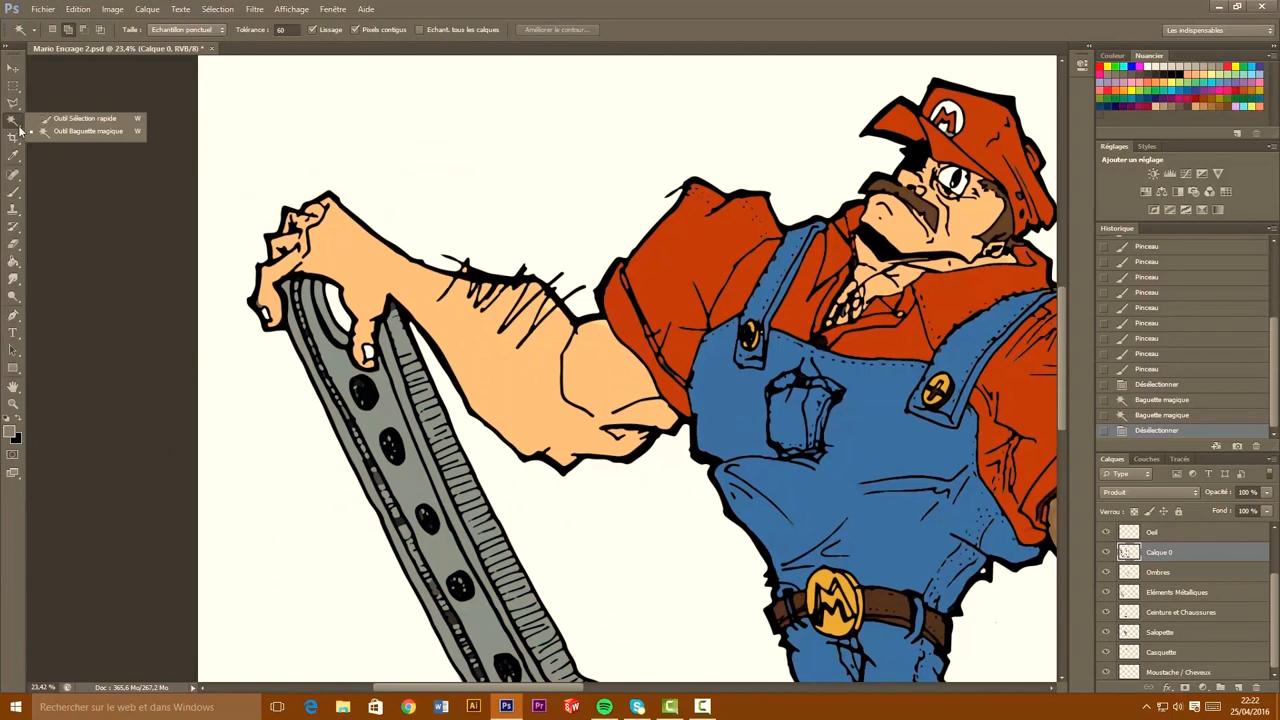 Ps Fichier Edition Image Calque Texte Sélection Filtre Affichage Fenêtre Aide
Taille : Echantillon ponctuel Tolérance : 60 Lissage Pixels contigus Echant. tous les calques Améliorer le contour... Les indispensables
Mario Encrage 2.psd @ 23,4% (Calque 0, RVB/8) * ×
Couleur Nuancier
Outil Sélection rapide W
Outil Baguette magique W
Réglages Styles
Ajouter un réglage
Historique
Pinceau
Pinceau
Pinceau
Pinceau
Pinceau
Pinceau
Pinceau
Pinceau
Pinceau
Désélectionner
Baguette magique
Baguette magique
Désélectionner
Calques Couches Tracés
Type
Produit Opacité : 100 %
Verrou : Fond : 100 %
Oeil
Calque 0
Ombres
Eléments Métalliques
Ceinture et Chaussures
Salopette
Casquette
Moustache / Cheveux
M
M
23,42 % Doc : 365,6 Mo/267,2 Mo
Rechercher sur le web et dans Windows
22:22
25/04/2016